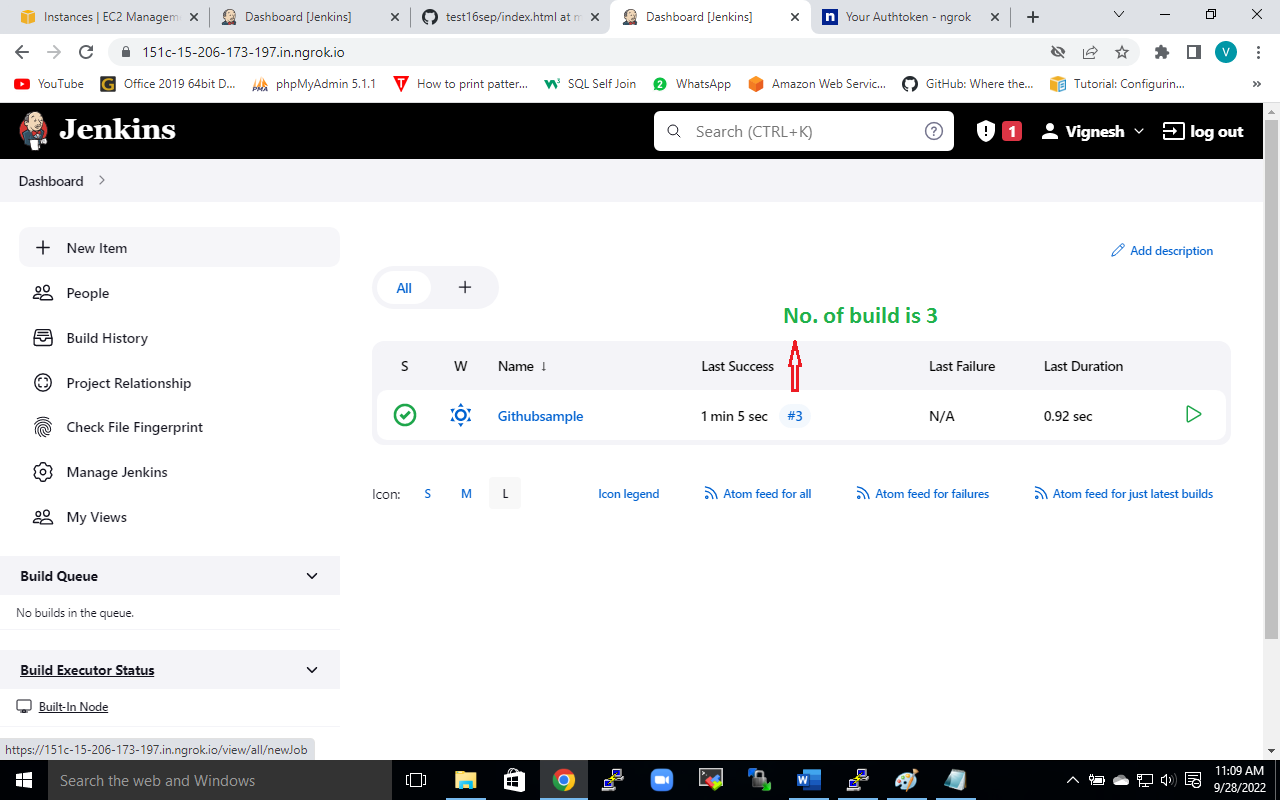 Instances | EC2 Managem
Dashboard [Jenkins]
test16sep/index.html at m
Dashboard [Jenkins]
Your Authtoken - ngrok
151c-15-206-173-197.in.ngrok.io
V
YouTube
Office 2019 64bit D...
phpMyAdmin 5.1.1
How to print patter...
SQL Self Join
2
WhatsApp
Amazon Web Servic...
GitHub: Where the...
Tutorial: Configurin...
»
Jenkins
Search (CTRL+K)
1
Vignesh
log out
Dashboard
New Item
People
Build History
Project Relationship
Check File Fingerprint
Manage Jenkins
My Views
Build Queue
No builds in the queue.
Build Executor Status
Built-In Node
Add description
All
+
No. of build is 3
S W Name ↓ Last Success Last Failure Last Duration
Githubsample 1 min 5 sec #3 N/A 0.92 sec
Icon: S M L
Icon legend
Atom feed for all
Atom feed for failures
Atom feed for just latest builds
https://151c-15-206-173-197.in.ngrok.io/view/all/newJob
Search the web and Windows
11:09 AM
9/28/2022